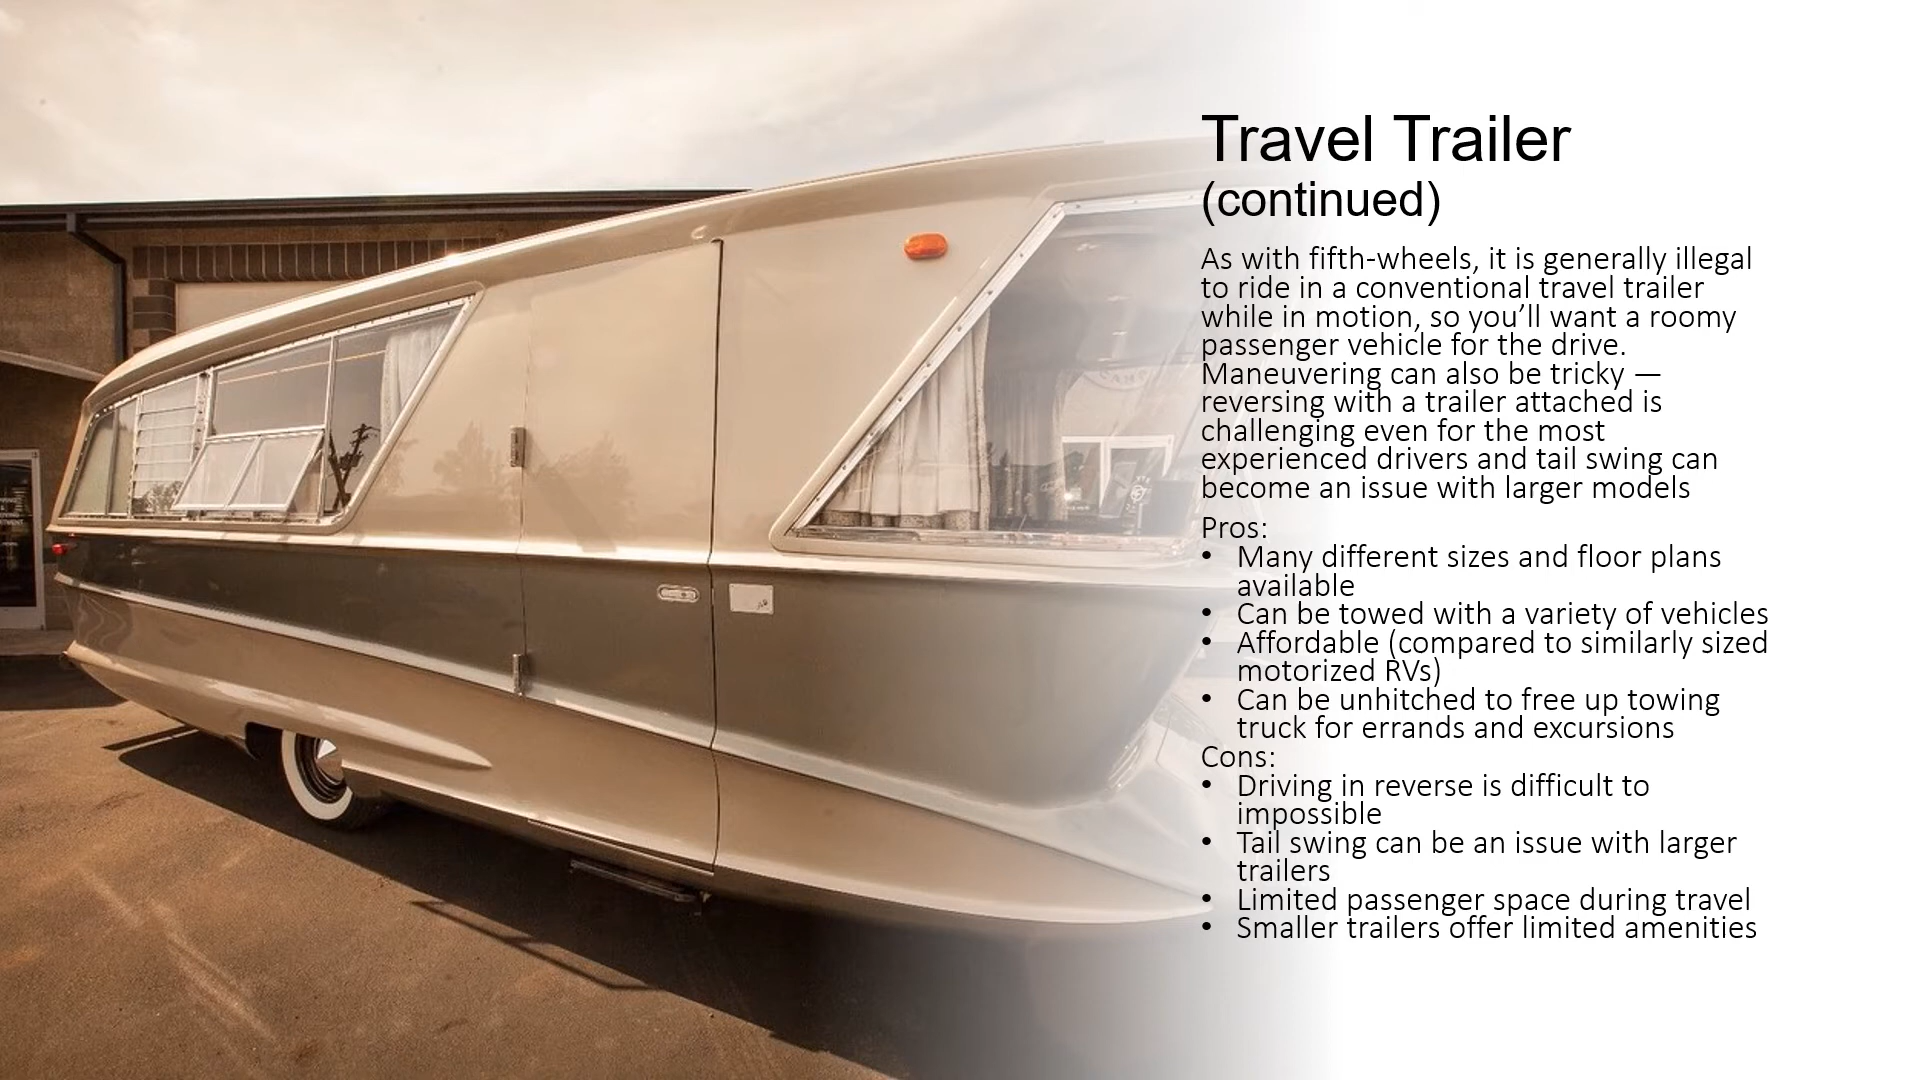 Travel Trailer
(continued)
As with fifth-wheels, it is generally illegal
to ride in a conventional travel trailer
while in motion, so you’ll want a roomy
passenger vehicle for the drive.
Maneuvering can also be tricky —
reversing with a trailer attached is
challenging even for the most
experienced drivers and tail swing can
become an issue with larger models
Pros:
• Many different sizes and floor plans
available
• Can be towed with a variety of vehicles
• Affordable (compared to similarly sized
motorized RVs)
• Can be unhitched to free up towing
truck for errands and excursions
Cons:
• Driving in reverse is difficult to
impossible
• Tail swing can be an issue with larger
trailers
• Limited passenger space during travel
• Smaller trailers offer limited amenities